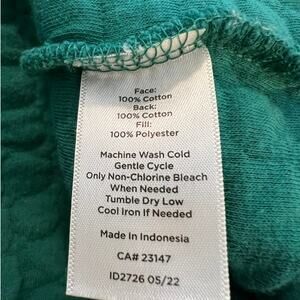 Face:
100% Cotton
Back:
100% Cotton
Fill:
100% Polyester
Machine Wash Cold
Gentle Cycle
Only Non-Chlorine Bleach
When Needed
Tumble Dry Low
Cool Iron If Needed
Made in Indonesia
CA# 23147
ID2726 05/22